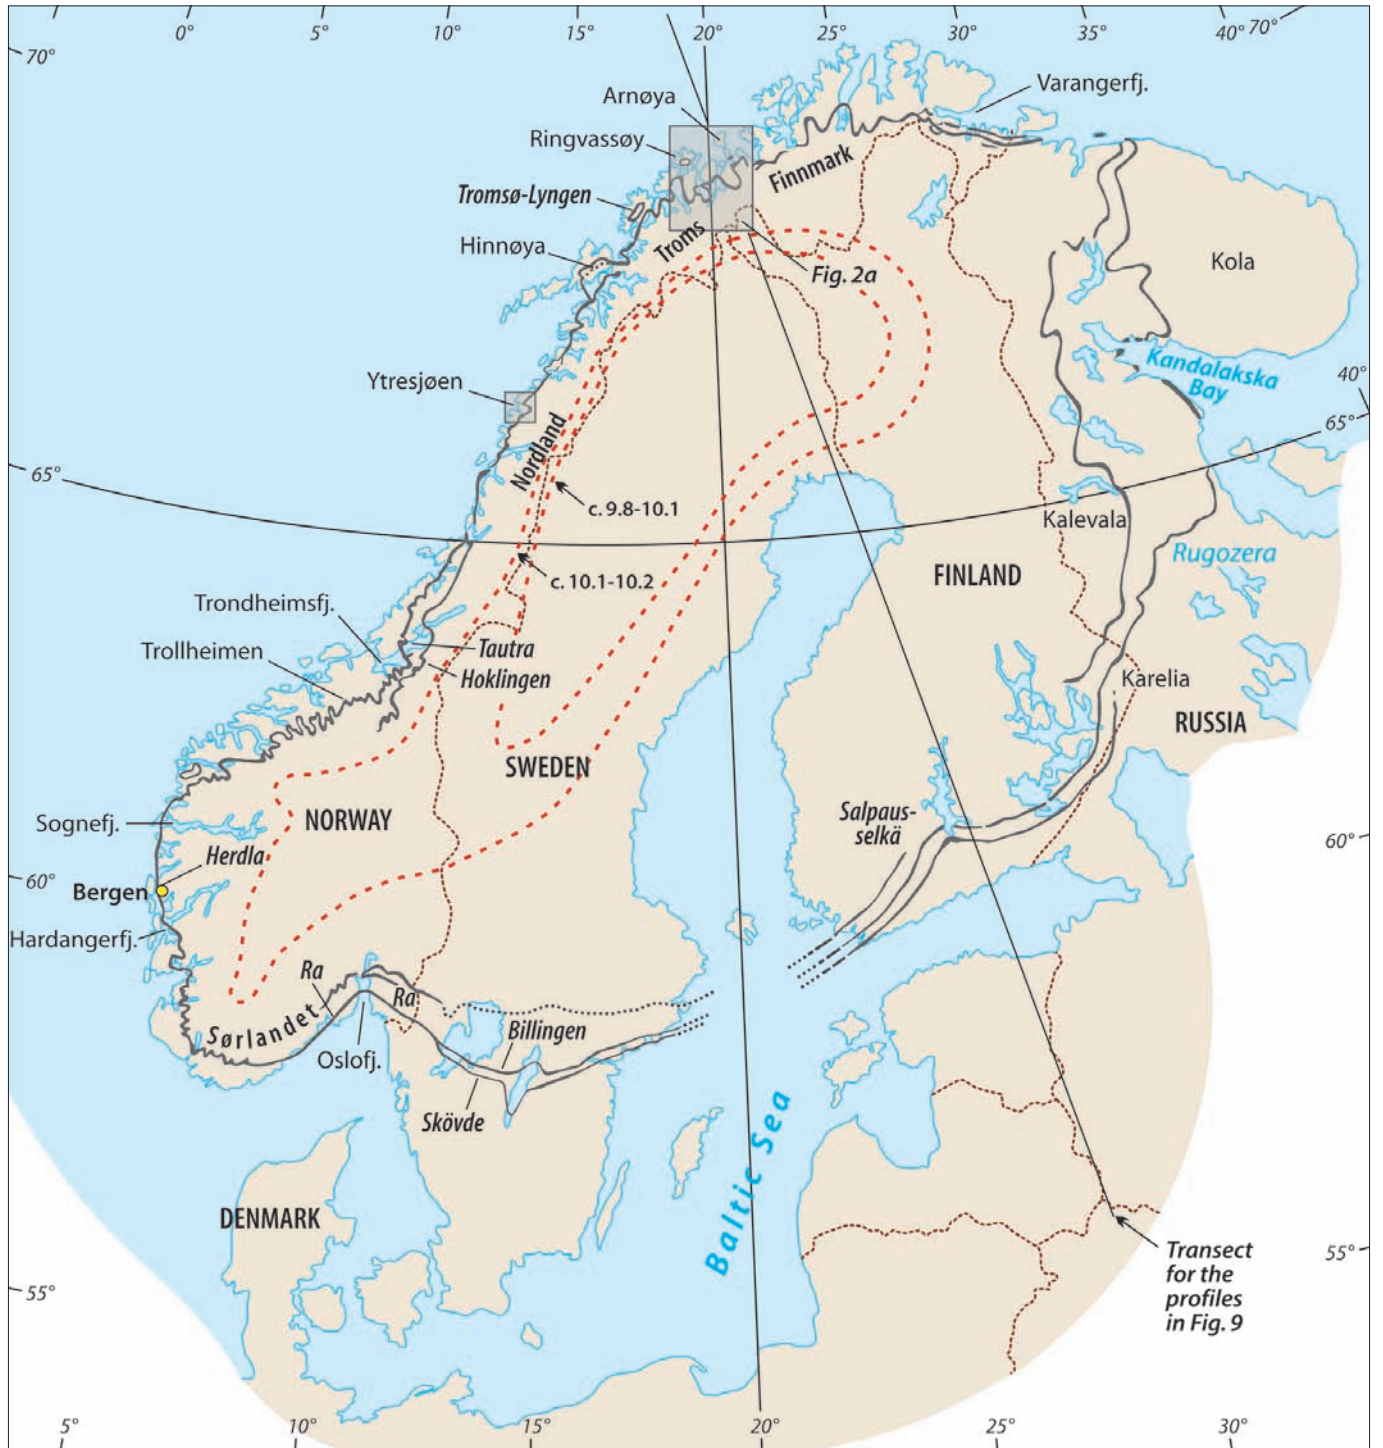 0°
5°
10°
15°
20°
25°
30°
35°
40°
70°
70°
Varangerfj.
Arnøya
Ringvassøy
Finnmark
Tromsø-Lyngen
Troms
Hinnøya
Fig. 2a
Kola
Kandalakska
Bay
Ytresjøen
40°
65°
Nordland
65°
c. 9.8-10.1
Kalevala
Rugozera
c. 10.1-10.2
FINLAND
Trondheimsfj.
Trollheimen
Tautra
Hoklingen
Karelia
RUSSIA
SWEDEN
NORWAY
Salpaus-
selkä
Sognefj.
60°
Herdla
60°
Bergen
Hardangerfj.
Ra
Ra
Sørlandet
Billingen
Oslofj.
Skövde
Baltic Sea
DENMARK
Transect
for the
profiles
in Fig. 9
55°
55°
5°
10°
15°
20°
25°
30°